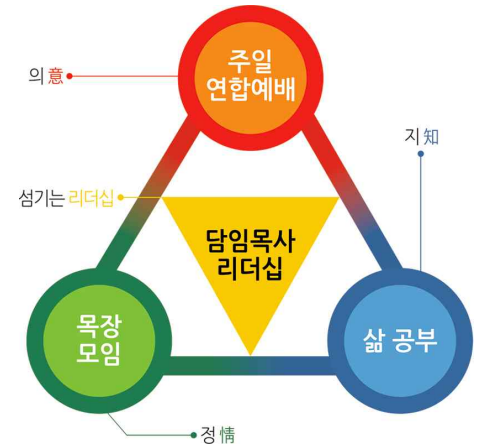 주일
연합예배
의 意
지 知
섬기는 리더십
담임목사
리더십
목장
모임
삶 공부
정 情